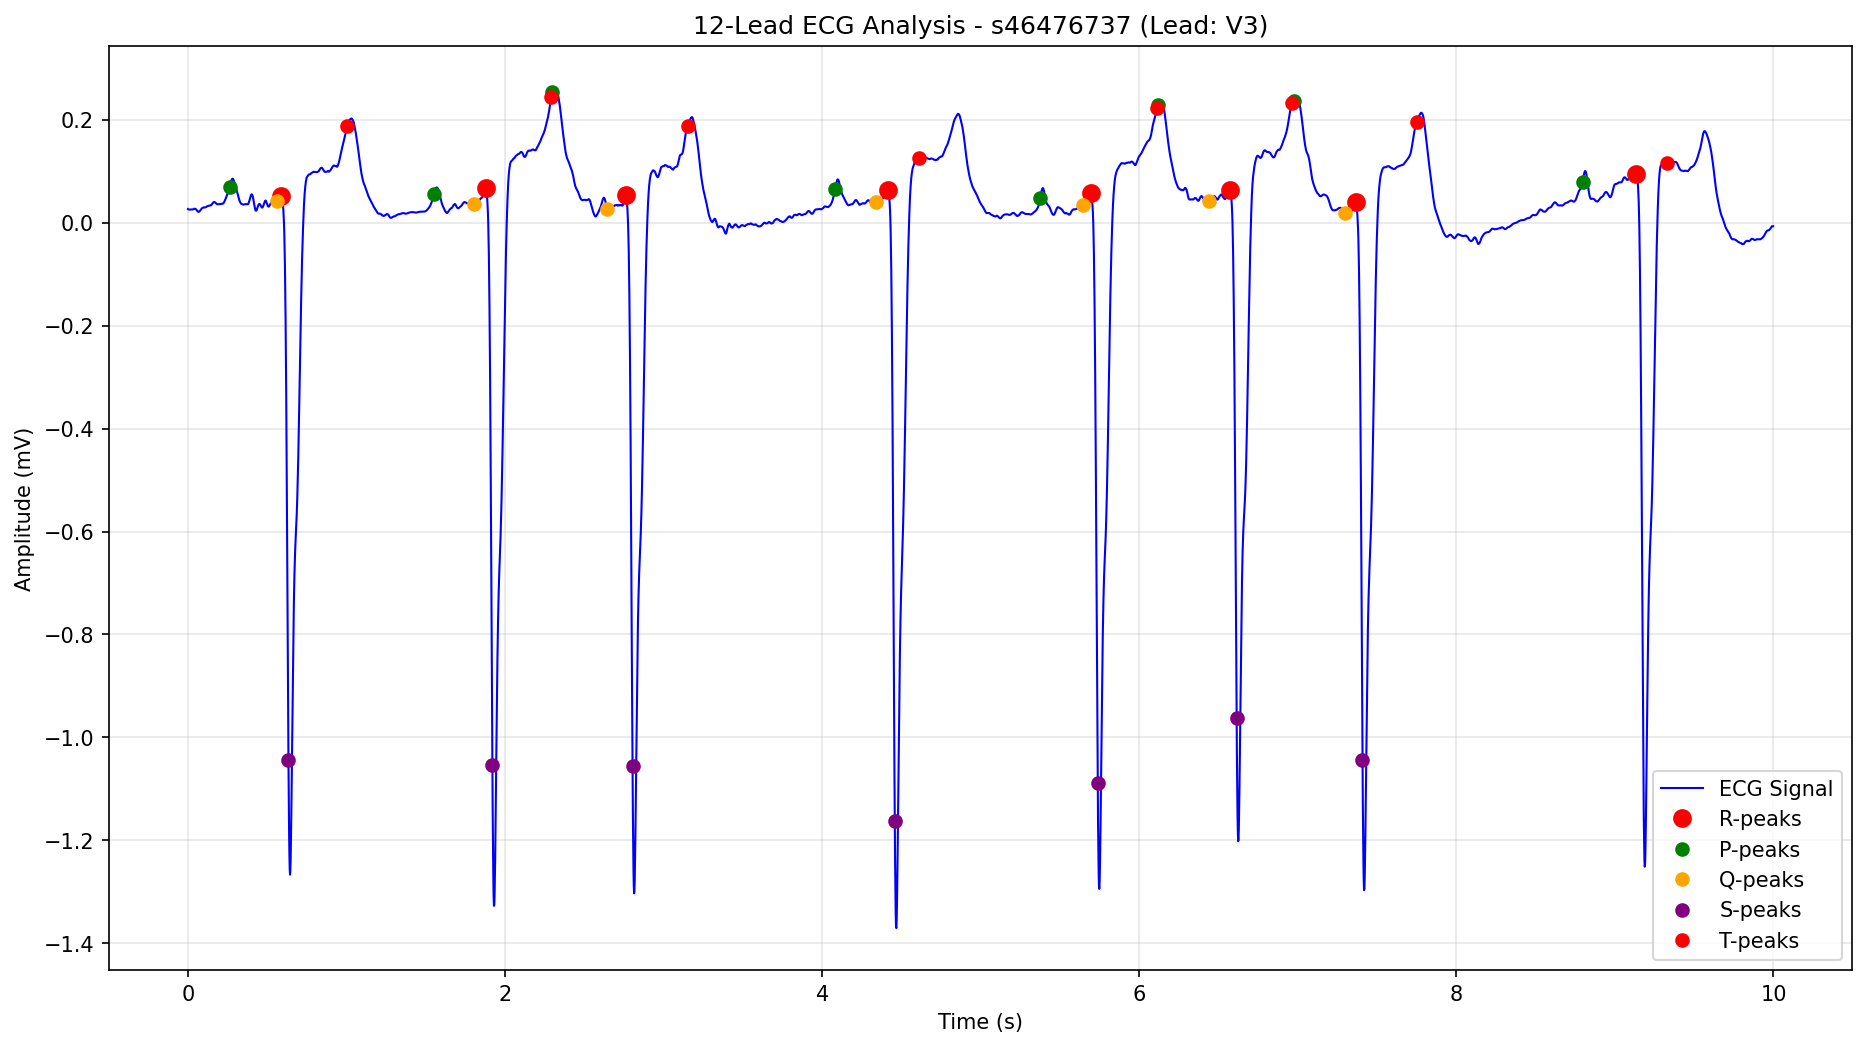 12-Lead ECG Analysis - s46476737 (Lead: V3)
0.2
0.0
−0.2
−0.4
−0.6
−0.8
−1.0
−1.2
−1.4
Amplitude (mV)
ECG Signal
R-peaks
P-peaks
Q-peaks
S-peaks
T-peaks
0 2 4 6 8 10
Time (s)